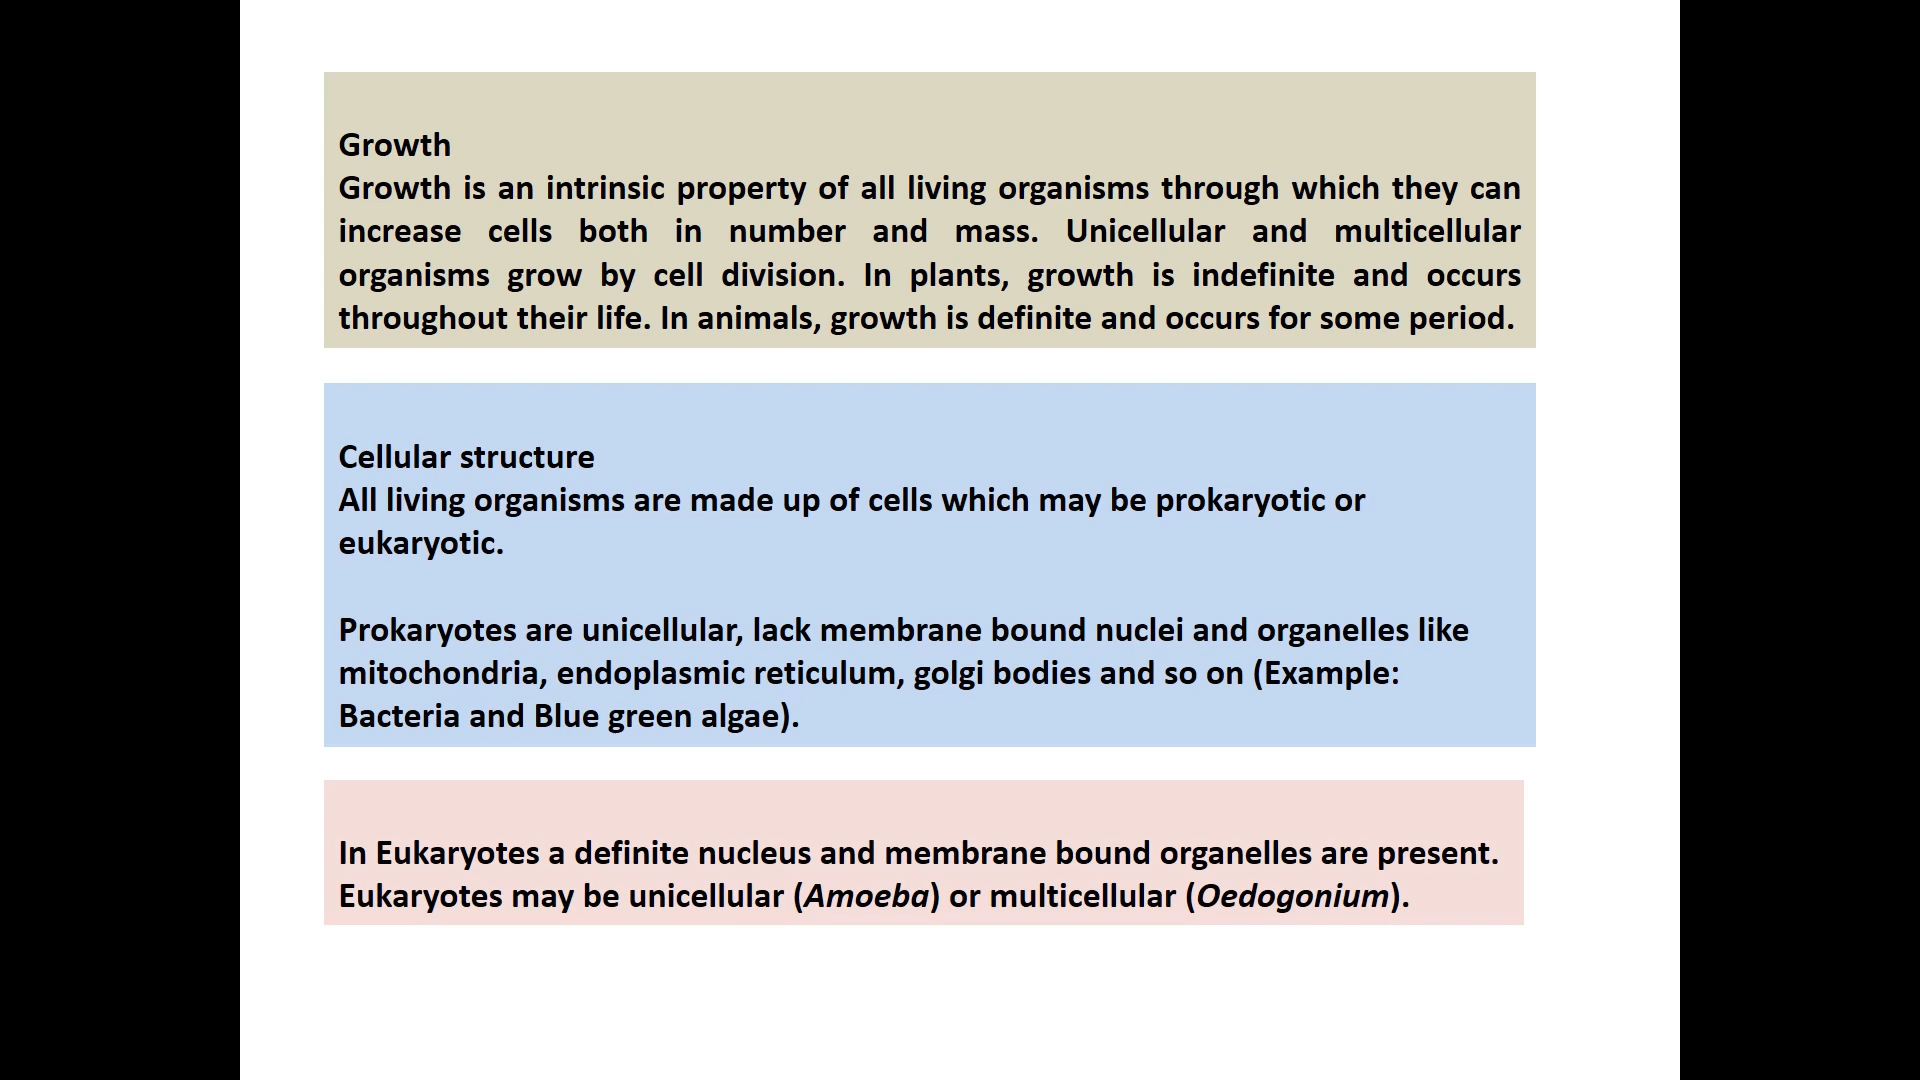 Growth
Growth is an intrinsic property of all living organisms through which they can
increase cells both in number and mass. Unicellular and multicellular
organisms grow by cell division. In plants, growth is indefinite and occurs
throughout their life. In animals, growth is definite and occurs for some period.
Cellular structure
All living organisms are made up of cells which may be prokaryotic or
eukaryotic.
Prokaryotes are unicellular, lack membrane bound nuclei and organelles like
mitochondria, endoplasmic reticulum, golgi bodies and so on (Example:
Bacteria and Blue green algae).
In Eukaryotes a definite nucleus and membrane bound organelles are present.
Eukaryotes may be unicellular (Amoeba) or multicellular (Oedogonium).